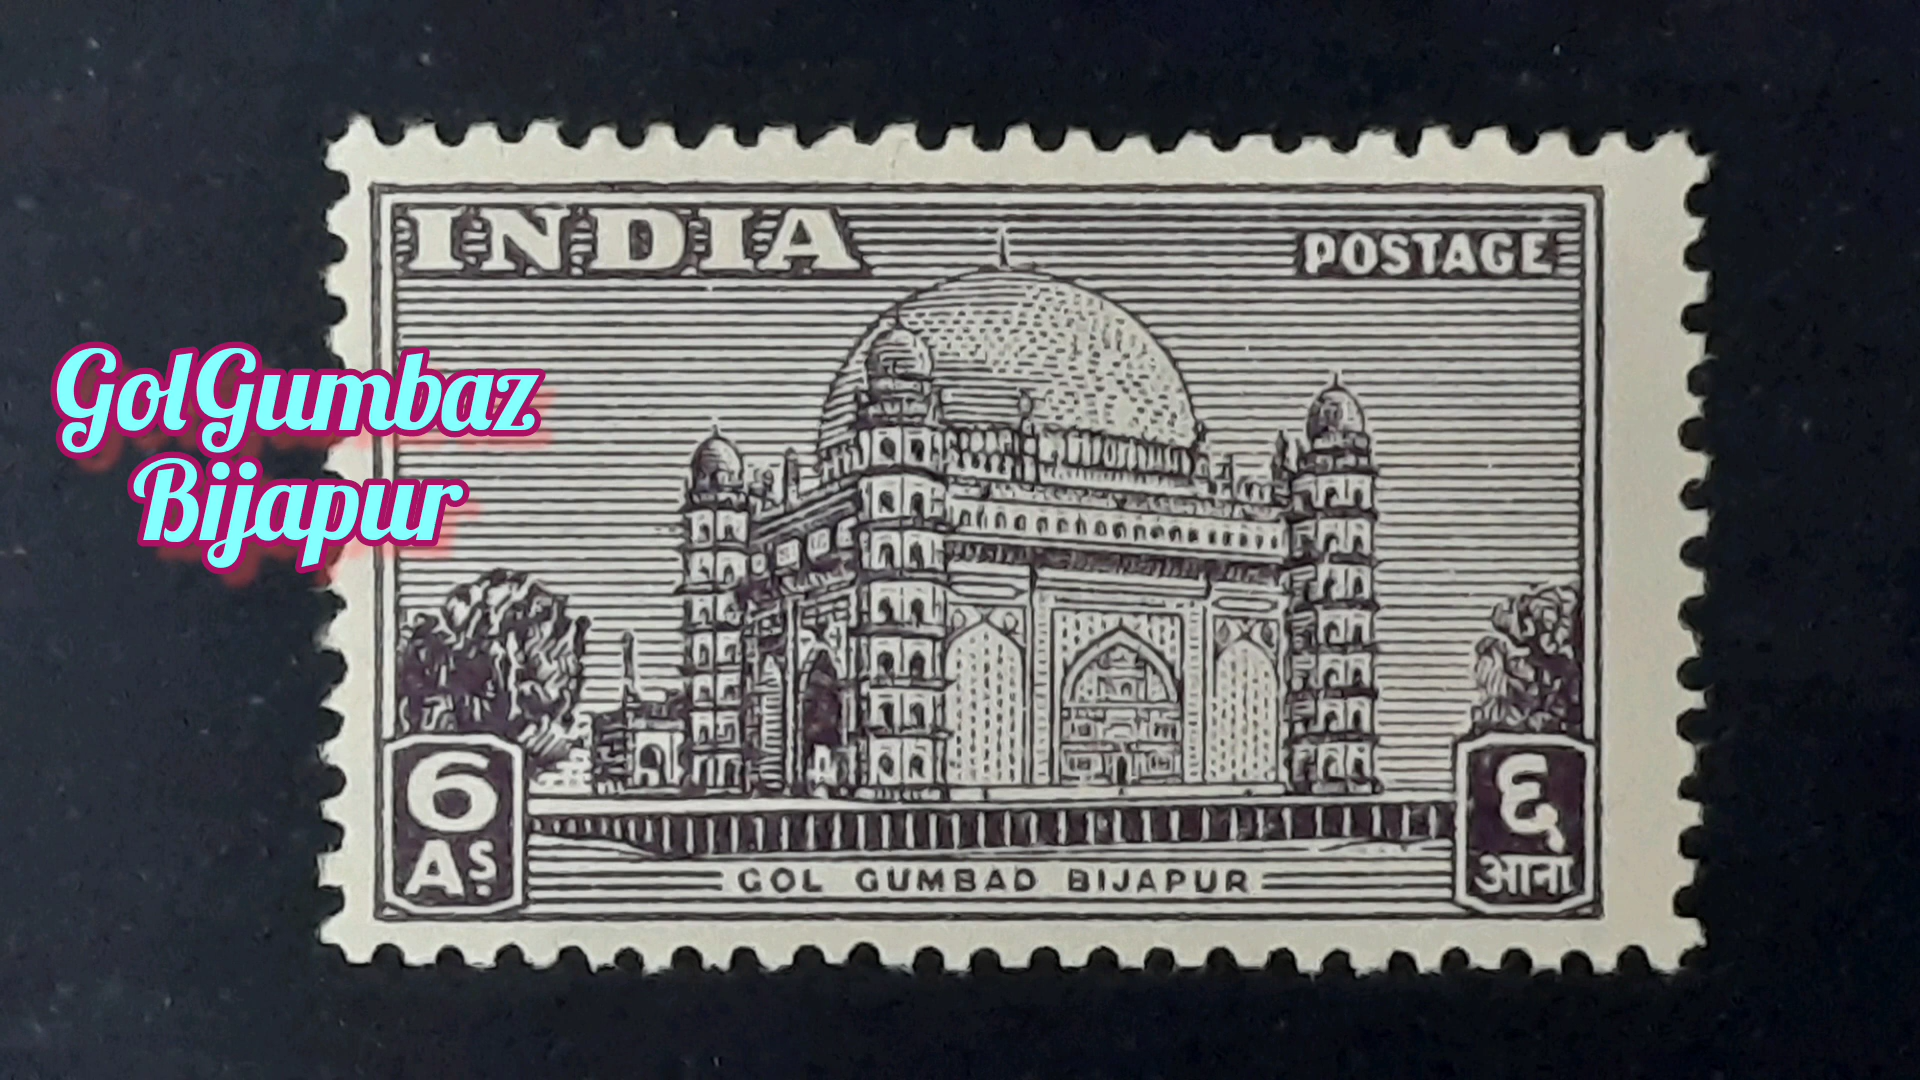 INDIA
POSTAGE
GolGumbaz
Bijapur
6
As.
६
आना
GOL GUMBAD BIJAPUR